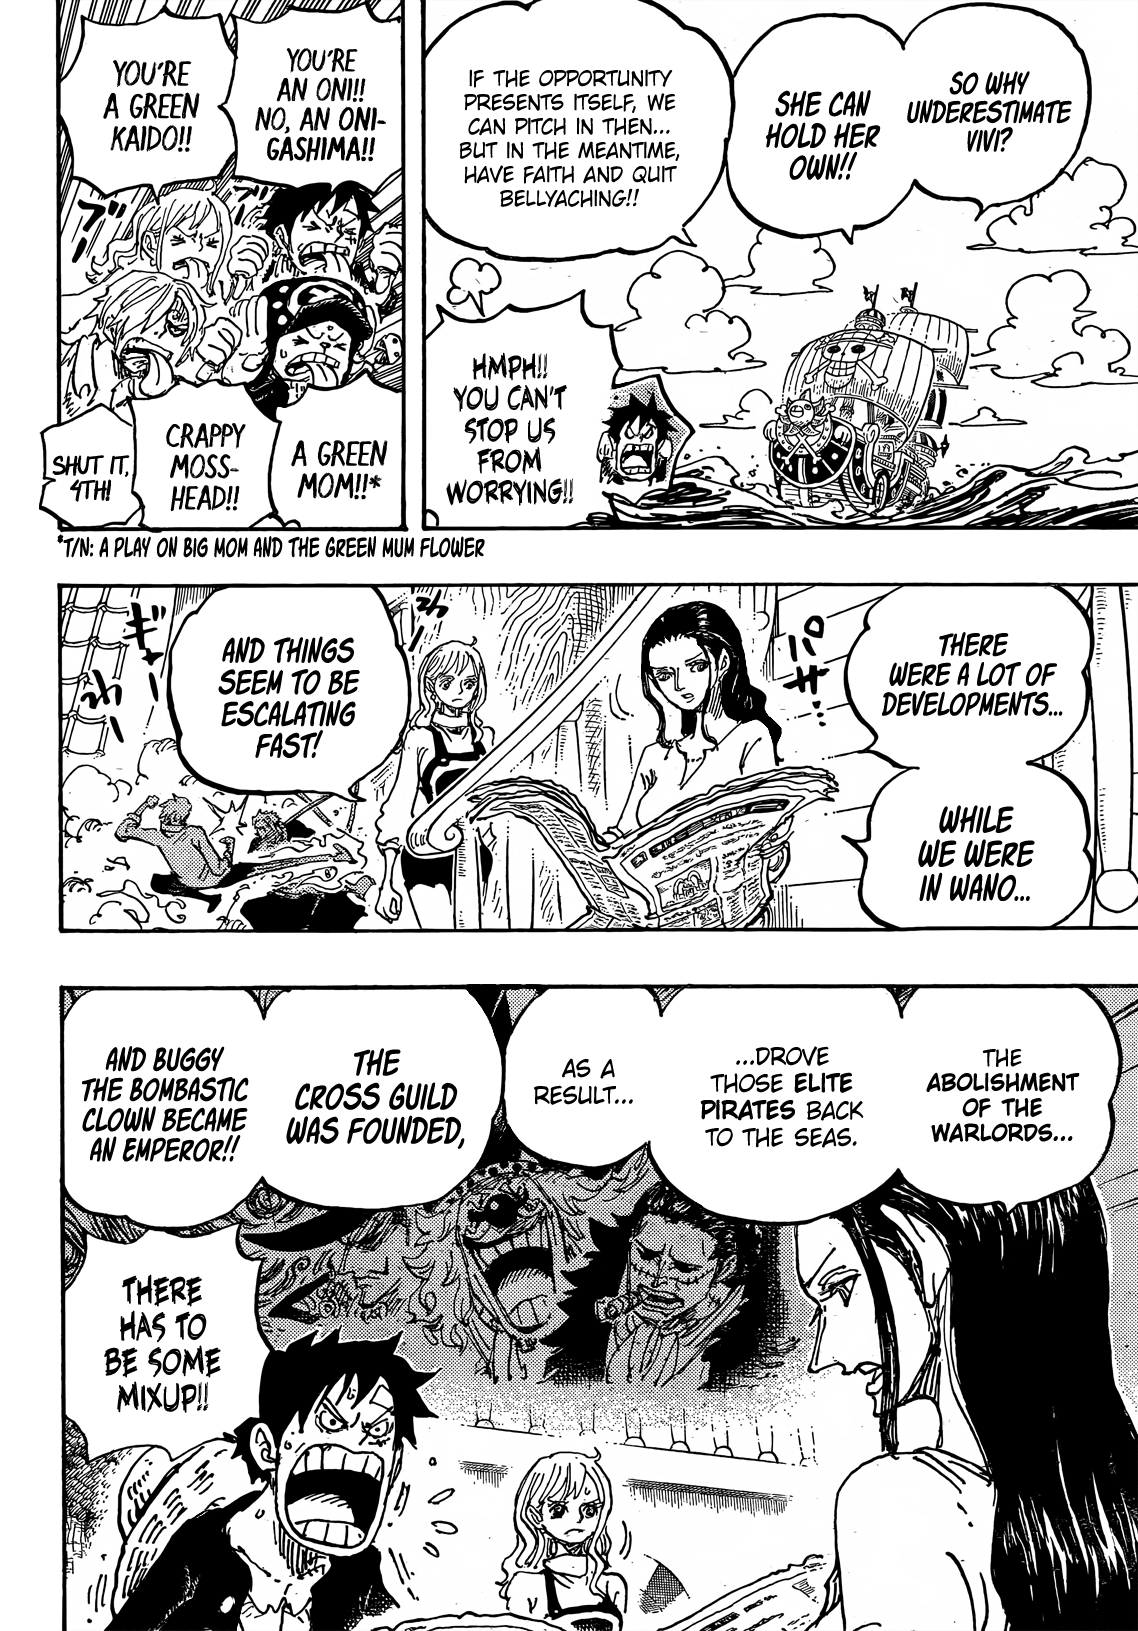 SO WHY
UNDERESTIMATE
VIVI?
SHE CAN
HOLD HER
OWN!!
IF THE OPPORTUNITY
PRESENTS ITSELF, WE
CAN PITCH IN THEN...
BUT IN THE MEANTIME,
HAVE FAITH AND QUIT
BELLYACHING!!
HMPH!!
YOU CAN'T
STOP US
FROM
WORRYING!!
YOU'RE
AN ONI!!
NO, AN ONI-
GASHIMA!!
YOU'RE
A GREEN
KAIDO!!
ブブ
ブブ
A GREEN
MOM!!*
CRAPPY
MOSS-
HEAD!!
SHUT IT,
4TH!
*T/N: A PLAY ON BIG MOM AND THE GREEN MUM FLOWER
THERE
WERE A LOT OF
DEVELOPMENTS...
WHILE
WE WERE
IN WANO...
バサ…
AND THINGS
SEEM TO BE
ESCALATING
FAST!
THE
ABOLISHMENT
OF THE
WARLORDS...
...DROVE
THOSE ELITE
PIRATES BACK
TO THE SEAS.
AS A
RESULT...
THE
CROSS GUILD
WAS FOUNDED,
AND BUGGY
THE BOMBASTIC
CLOWN BECAME
AN EMPEROR!!
THERE
HAS TO
BE SOME
MIXUP!!